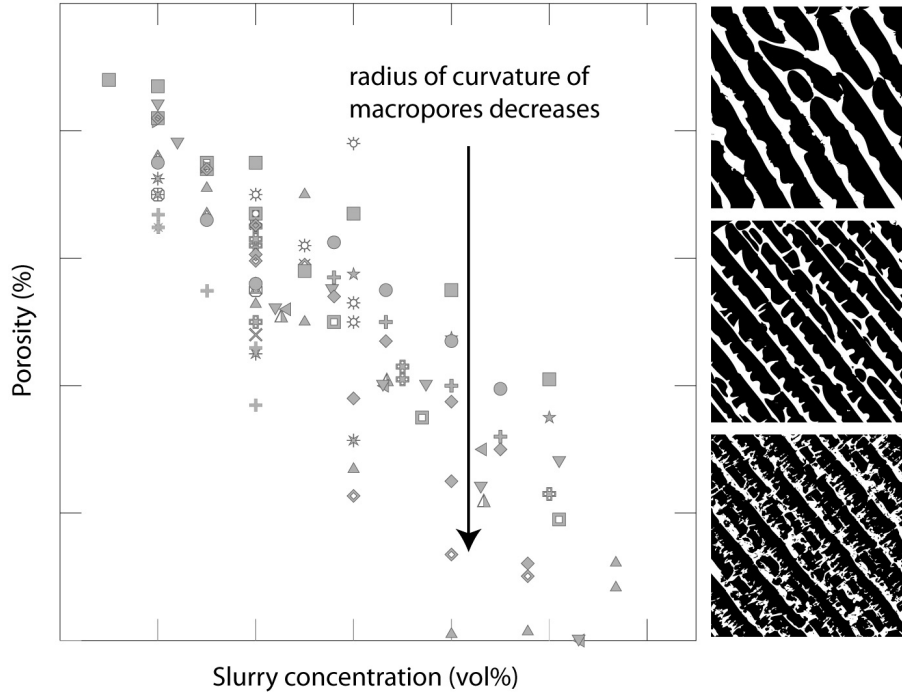 radius of curvature of
macropores decreases
Porosity (%)
Slurry concentration (vol%)